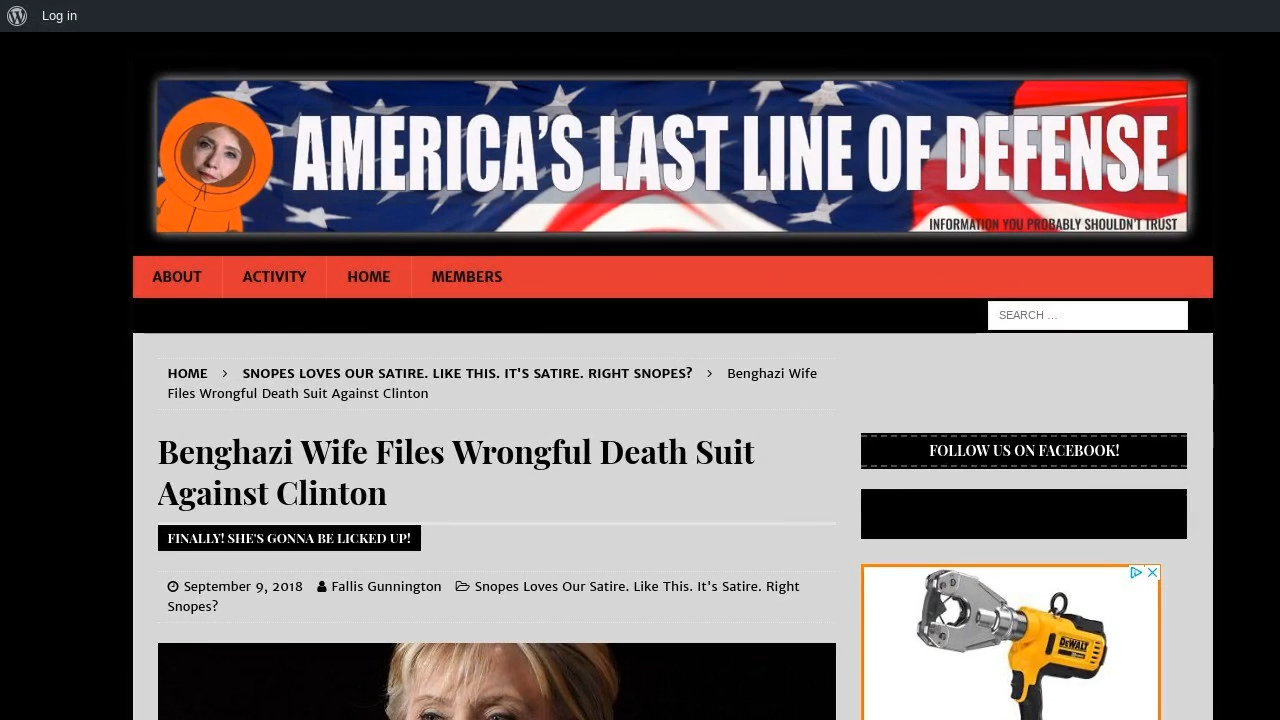 Log in
AMERICA'S LAST LINE OF DEFENSE
INFORMATION YOU PROBABLY SHOULDN'T TRUST
ABOUT
ACTIVITY
HOME
MEMBERS
SEARCH …
HOME > SNOPES LOVES OUR SATIRE. LIKE THIS. IT'S SATIRE. RIGHT SNOPES? > Benghazi Wife
Files Wrongful Death Suit Against Clinton
Benghazi Wife Files Wrongful Death Suit
Against Clinton
FINALLY! SHE'S GONNA BE LICKED UP!
September 9, 2018 Fallis Gunnington Snopes Loves Our Satire. Like This. It's Satire. Right
Snopes?
FOLLOW US ON FACEBOOK!
DEWALT